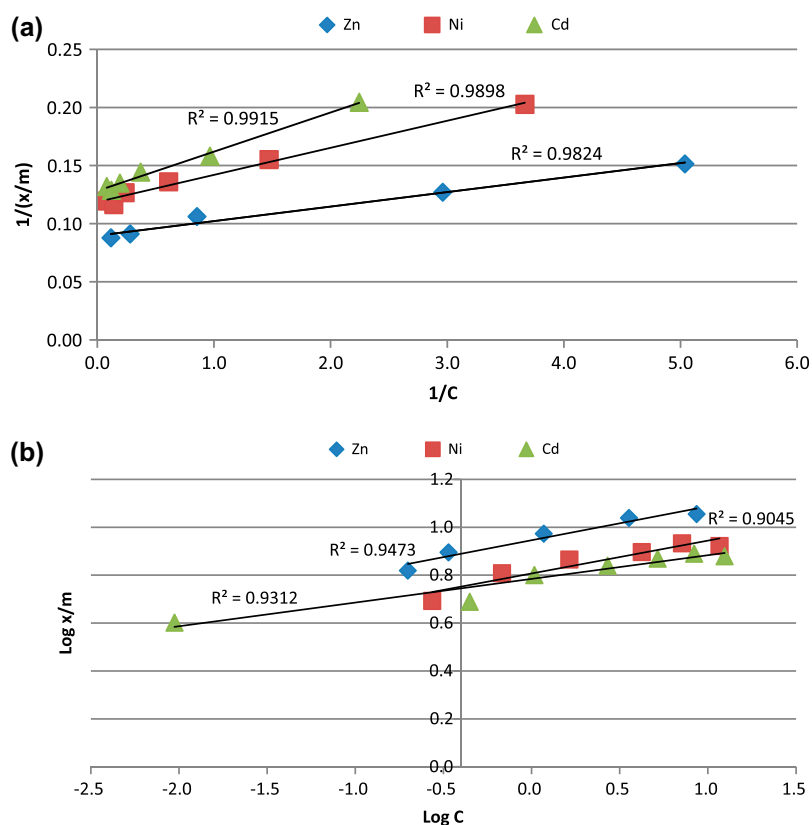 (a)
Zn Ni Cd
0.25
0.20
0.15
0.10
0.05
0.00
1/(x/m)
R² = 0.9915
R² = 0.9898
R² = 0.9824
0.0 1.0 2.0 3.0 4.0 5.0 6.0
1/C
(b)
Zn Ni Cd
1.2
1.0
0.8
0.6
0.4
0.2
0.0
Log x/m
R² = 0.9473
R² = 0.9045
R² = 0.9312
-2.5 -2.0 -1.5 -1.0 -0.5 0.0 0.5 1.0 1.5
Log C